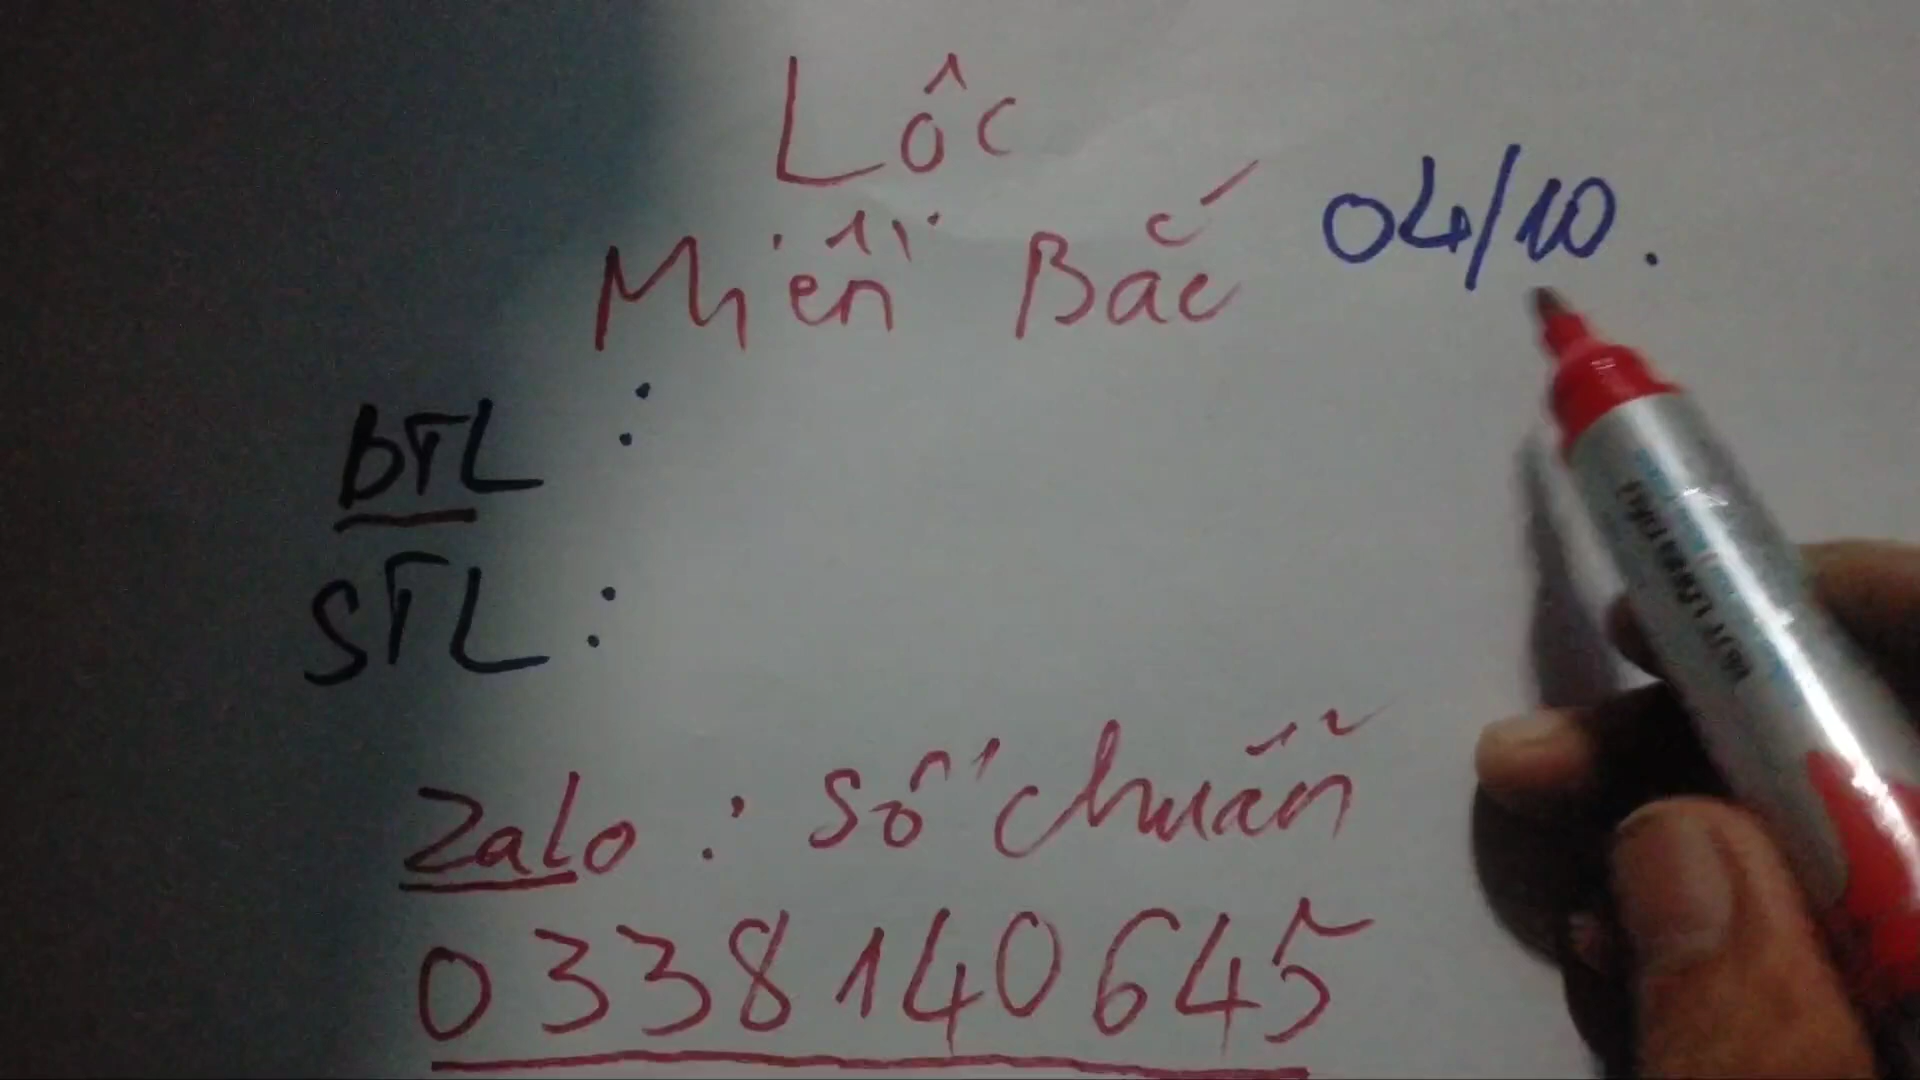 Lộc
Miền Bắc 04/10.
BTL :
STL :
Zalo : Số chuẩn
0338140645